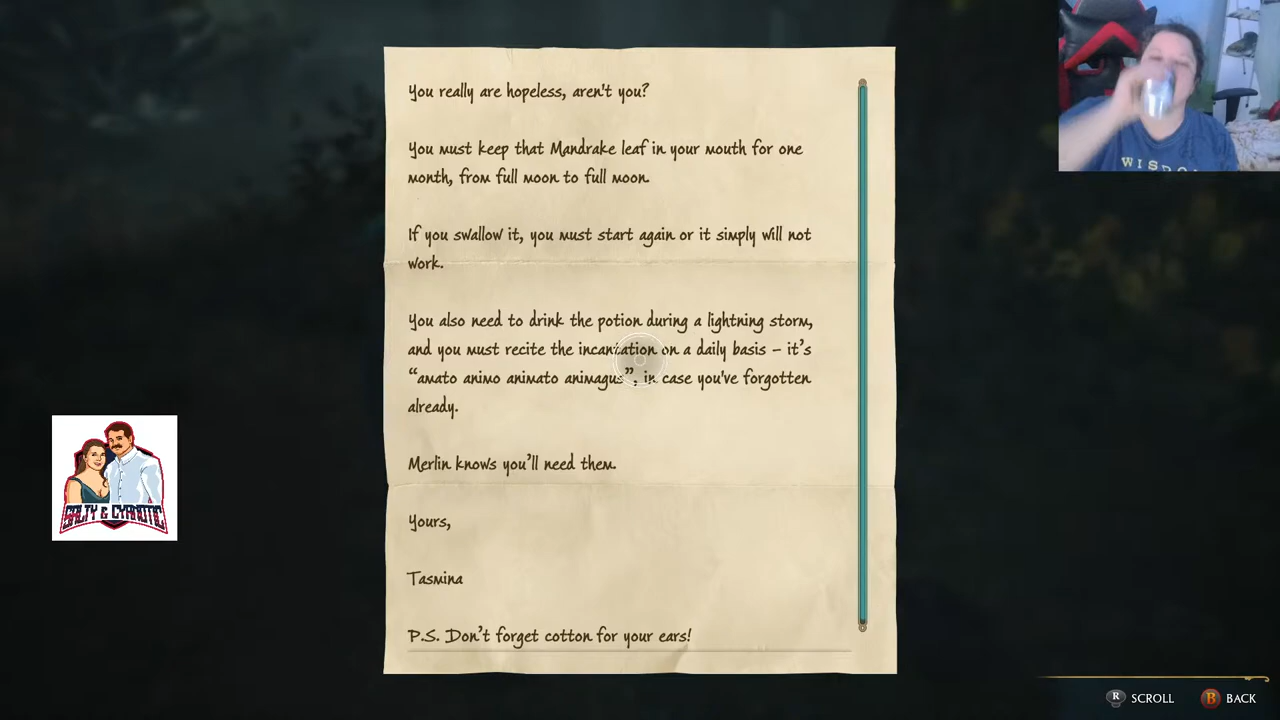 You really are hopeless, aren't you?
You must keep that Mandrake leaf in your mouth for one
month, from full moon to full moon.
If you swallow it, you must start again or it simply will not
work.
You also need to drink the potion during a lightning storm,
and you must recite the incantation on a daily basis – it's
“amato animo animato animagus”, in case you've forgotten
already.
Merlin knows you'll need them.
Yours,
Tasmina
P.S. Don't forget cotton for your ears!
WISDO
SALTY & CYANOTIC
R SCROLL B BACK